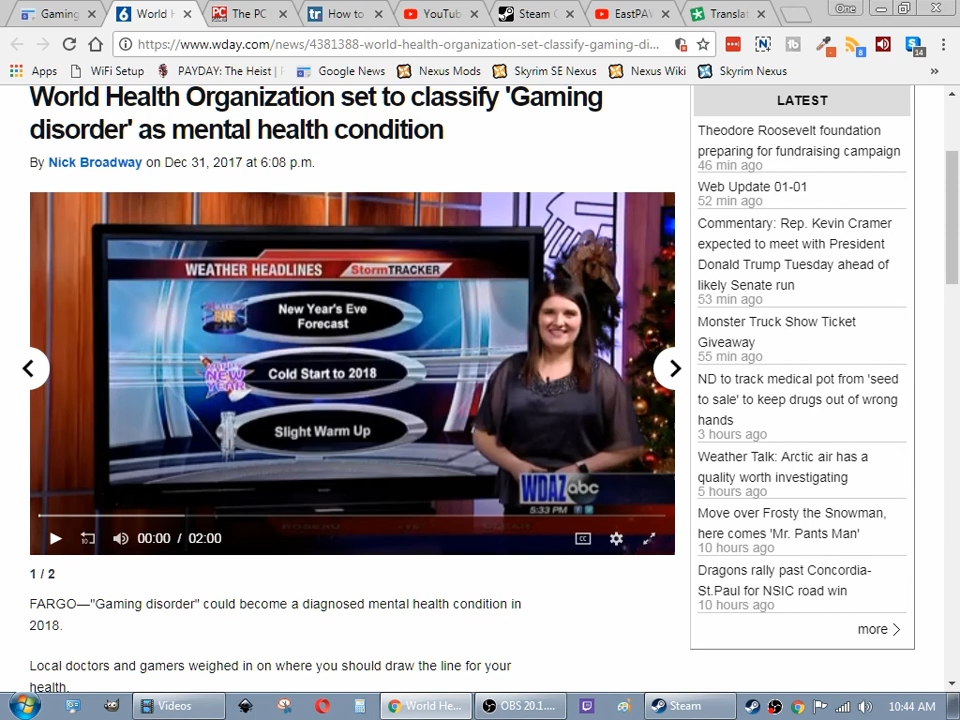 Gaming
World H
The PC
How to
YouTub
Steam C
EastPAW
Translat
One
https://www.wday.com/news/4381388-world-health-organization-set-classify-gaming-di...
14
8
Apps
WiFi Setup
PAYDAY: The Heist |
Google News
Nexus Mods
Skyrim SE Nexus
Nexus Wiki
Skyrim Nexus
»
World Health Organization set to classify 'Gaming
disorder' as mental health condition
By Nick Broadway on Dec 31, 2017 at 6:08 p.m.
WEATHER HEADLINES StormTRACKER
New Year's Eve
Forecast
Cold Start to 2018
Slight Warm Up
WDAZ abc
5:33 PM
10
00:00 / 02:00
CC
1 / 2
FARGO—"Gaming disorder" could become a diagnosed mental health condition in
2018.
Local doctors and gamers weighed in on where you should draw the line for your
health.
LATEST
Theodore Roosevelt foundation
preparing for fundraising campaign
46 min ago
Web Update 01-01
52 min ago
Commentary: Rep. Kevin Cramer
expected to meet with President
Donald Trump Tuesday ahead of
likely Senate run
53 min ago
Monster Truck Show Ticket
Giveaway
55 min ago
ND to track medical pot from 'seed
to sale' to keep drugs out of wrong
hands
3 hours ago
Weather Talk: Arctic air has a
quality worth investigating
5 hours ago
Move over Frosty the Snowman,
here comes 'Mr. Pants Man'
10 hours ago
Dragons rally past Concordia-
St.Paul for NSIC road win
10 hours ago
more
Videos
World He...
OBS 20.1....
Steam
10:44 AM